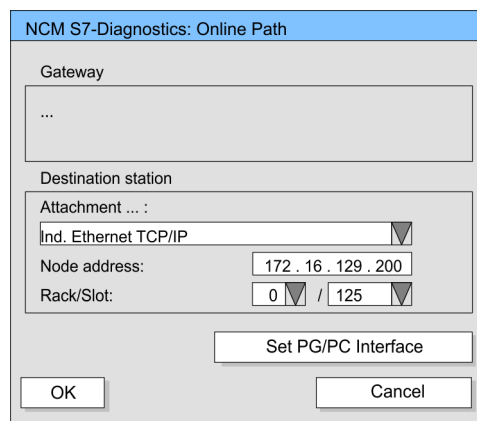 NCM S7-Diagnostics: Online Path
Gateway
...
Destination station
Attachment ... :
Ind. Ethernet TCP/IP
Node address: 172 . 16 . 129 . 200
Rack/Slot: 0 / 125
Set PG/PC Interface
OK Cancel